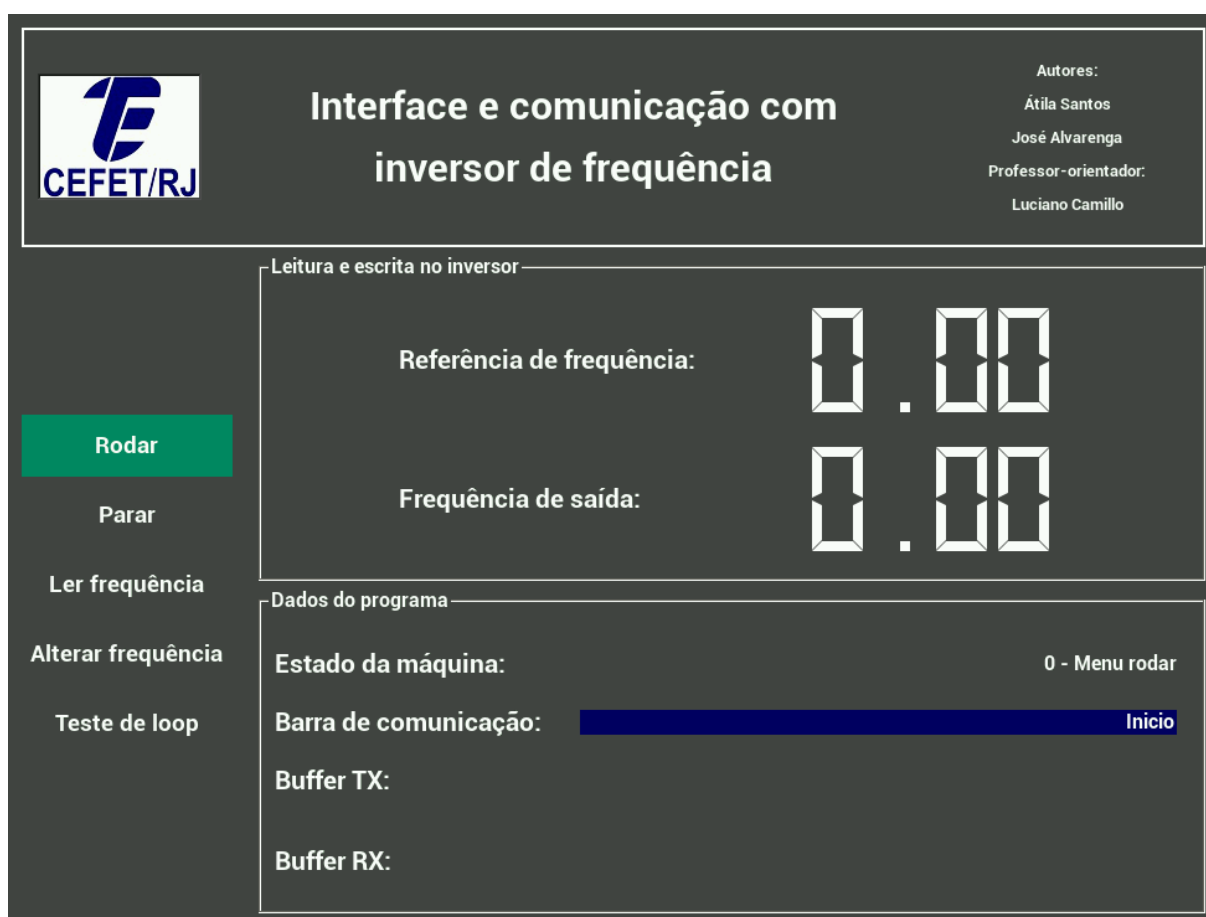 CEFET/RJ
Interface e comunicação com
inversor de frequência
Autores:
Átila Santos
José Alvarenga
Professor-orientador:
Luciano Camillo
Rodar
Parar
Ler frequência
Alterar frequência
Teste de loop
Leitura e escrita no inversor
Referência de frequência: 0.00
Frequência de saída: 0.00
Dados do programa
Estado da máquina: 0 - Menu rodar
Barra de comunicação: Inicio
Buffer TX:
Buffer RX: